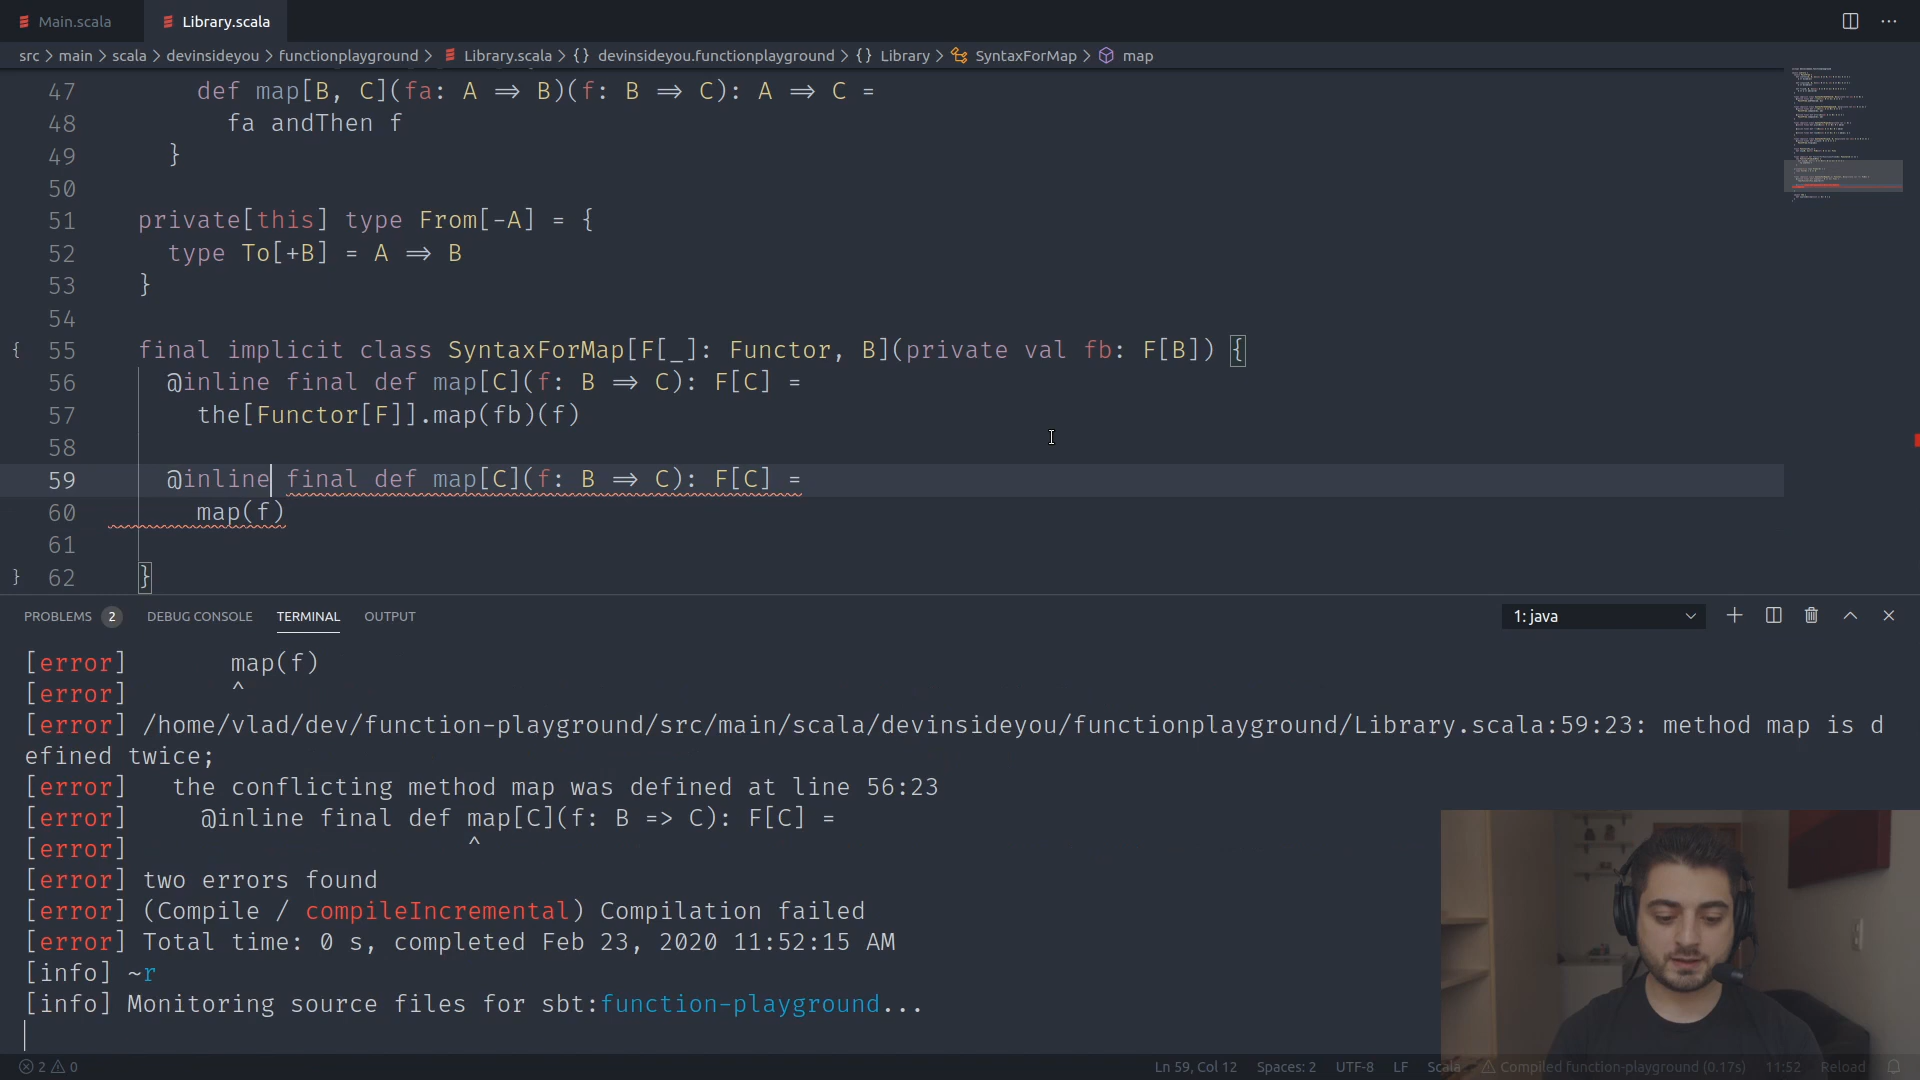 Main.scala
Library.scala
src > main > scala > devinsideyou > functionplayground > Library.scala > {} devinsideyou.functionplayground > {} Library > SyntaxForMap > map
47 def map[B, C](fa: A ⇒ B)(f: B ⇒ C): A ⇒ C =
48 fa andThen f
49 }
50
51 private[this] type From[-A] = {
52 type To[+B] = A ⇒ B
53 }
54
{ 55 final implicit class SyntaxForMap[F[_]: Functor, B](private val fb: F[B]) {
56 @inline final def map[C](f: B ⇒ C): F[C] =
57 the[Functor[F]].map(fb)(f)
58
59 @inline final def map[C](f: B ⇒ C): F[C] =
60 map(f)
61
} 62 }
PROBLEMS 2 DEBUG CONSOLE TERMINAL OUTPUT 1: java
[error] map(f)
[error] ^
[error] /home/vlad/dev/function-playground/src/main/scala/devinsideyou/functionplayground/Library.scala:59:23: method map is d
efined twice;
[error] the conflicting method map was defined at line 56:23
[error] @inline final def map[C](f: B => C): F[C] =
[error] ^
[error] two errors found
[error] (Compile / compileIncremental) Compilation failed
[error] Total time: 0 s, completed Feb 23, 2020 11:52:15 AM
[info] ~r
[info] Monitoring source files for sbt:function-playground...
2 0 Ln 59, Col 12 Spaces: 2 UTF-8 LF Scala Compiled function-playground (0.17s) 11:52 Reload